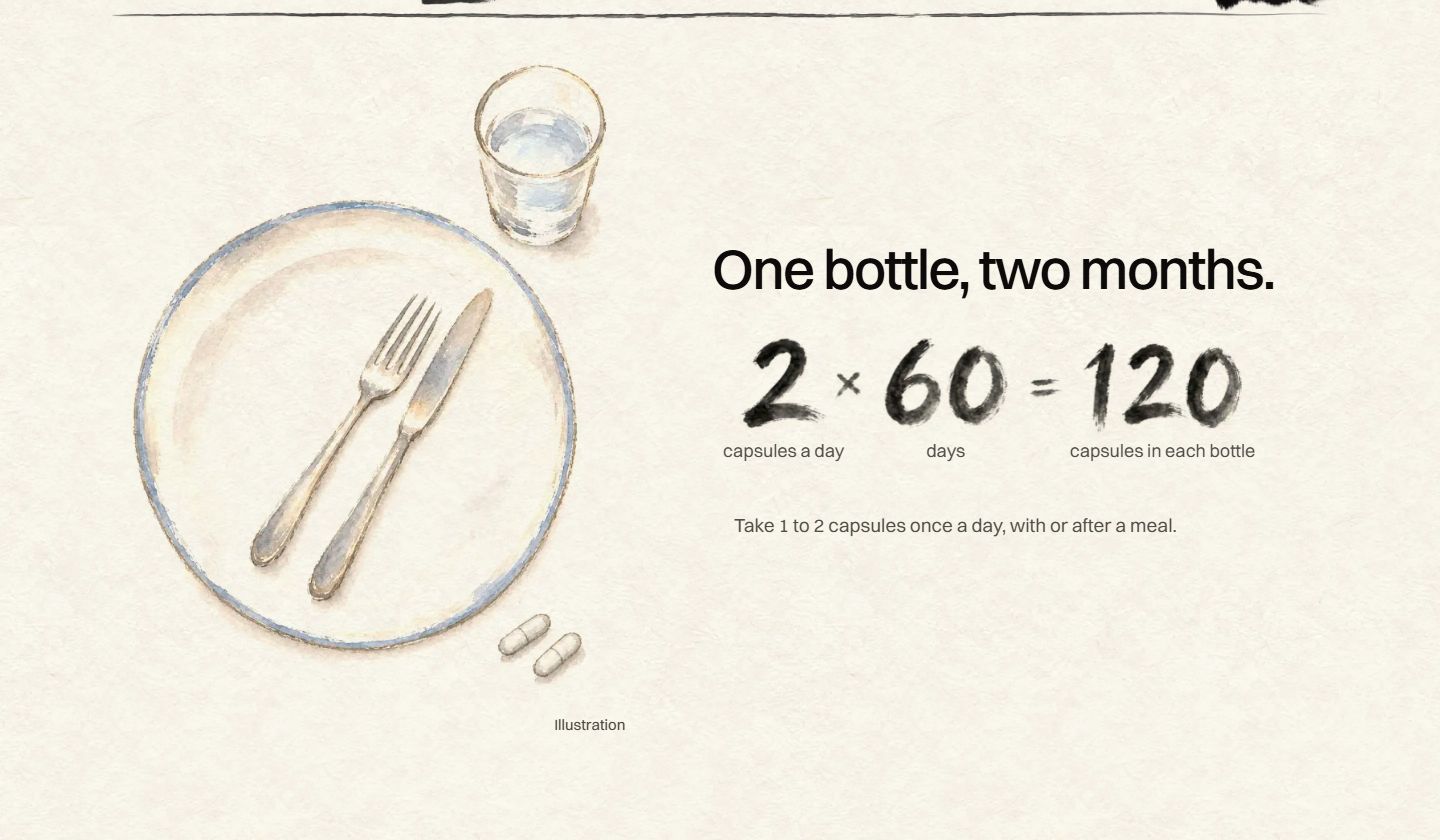 One bottle, two months.
2 × 60 = 120
capsules a day days capsules in each bottle
Take 1 to 2 capsules once a day, with or after a meal.
Illustration